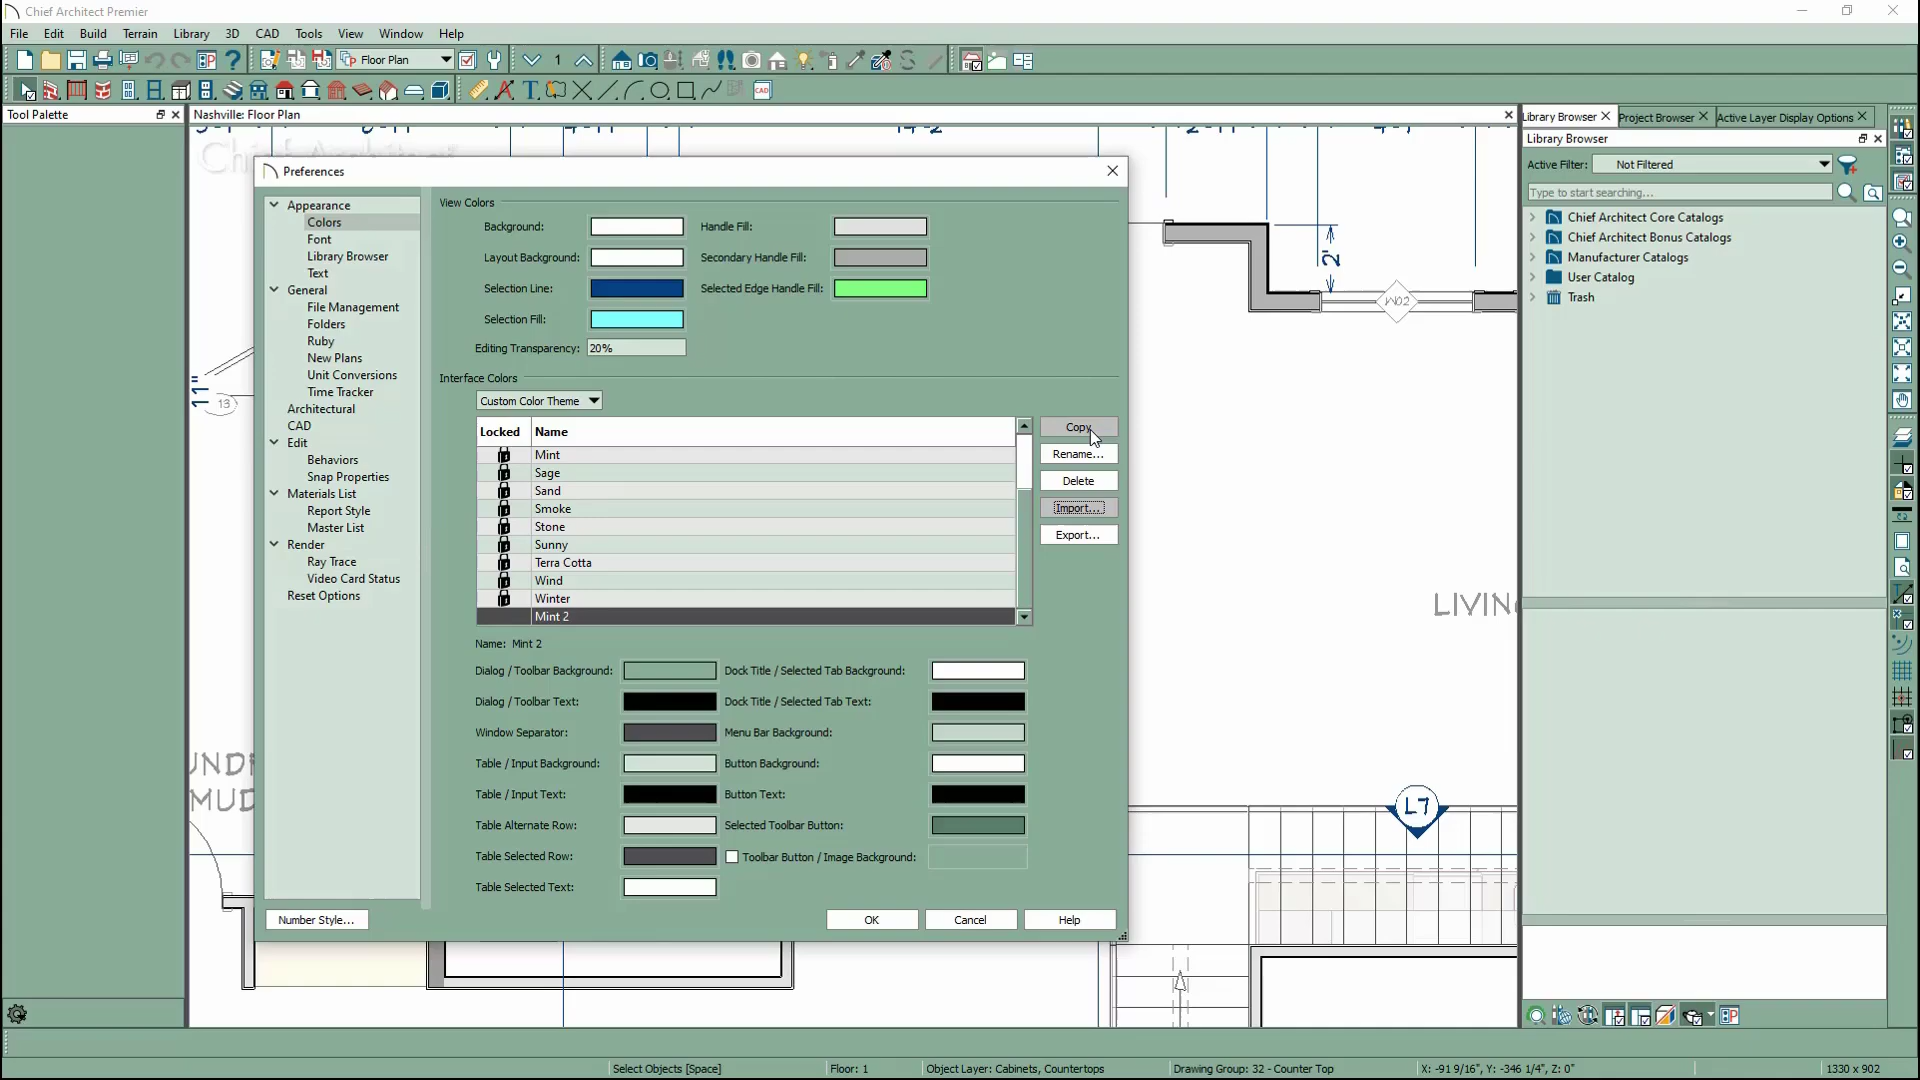 Chief Architect Premier
File Edit Build Terrain Library 3D CAD Tools View Window Help
Floor Plan 1
CAD
Tool Palette
Nashville: Floor Plan
Library Browser Project Browser Active Layer Display Options
Library Browser
Active Filter: Not Filtered
Type to start searching...
Chief Architect Core Catalogs
Chief Architect Bonus Catalogs
Manufacturer Catalogs
User Catalog
Trash
Chief Architect
Preferences
Appearance
Colors
Font
Library Browser
Text
General
File Management
Folders
Ruby
New Plans
Unit Conversions
Time Tracker
Architectural
CAD
Edit
Behaviors
Snap Properties
Materials List
Report Style
Master List
Render
Ray Trace
Video Card Status
Reset Options
View Colors
Background: Handle Fill:
Layout Background: Secondary Handle Fill:
Selection Line: Selected Edge Handle Fill:
Selection Fill:
Editing Transparency: 20%
Interface Colors
Custom Color Theme
Locked Name
Mint
Sage
Sand
Smoke
Stone
Sunny
Terra Cotta
Wind
Winter
Mint 2
Copy
Rename...
Delete
Import...
Export...
Name: Mint 2
Dialog / Toolbar Background: Dock Title / Selected Tab Background:
Dialog / Toolbar Text: Dock Title / Selected Tab Text:
Window Separator: Menu Bar Background:
Table / Input Background: Button Background:
Table / Input Text: Button Text:
Table Alternate Row: Selected Toolbar Button:
Table Selected Row: Toolbar Button / Image Background:
Table Selected Text:
Number Style... OK Cancel Help
2'
W02
11"
13
LIVING
L7
Select Objects [Space] Floor: 1 Object Layer: Cabinets, Countertops Drawing Group: 32 - Counter Top X: -91 9/16", Y: -346 1/4", Z: 0" 1330 x 902